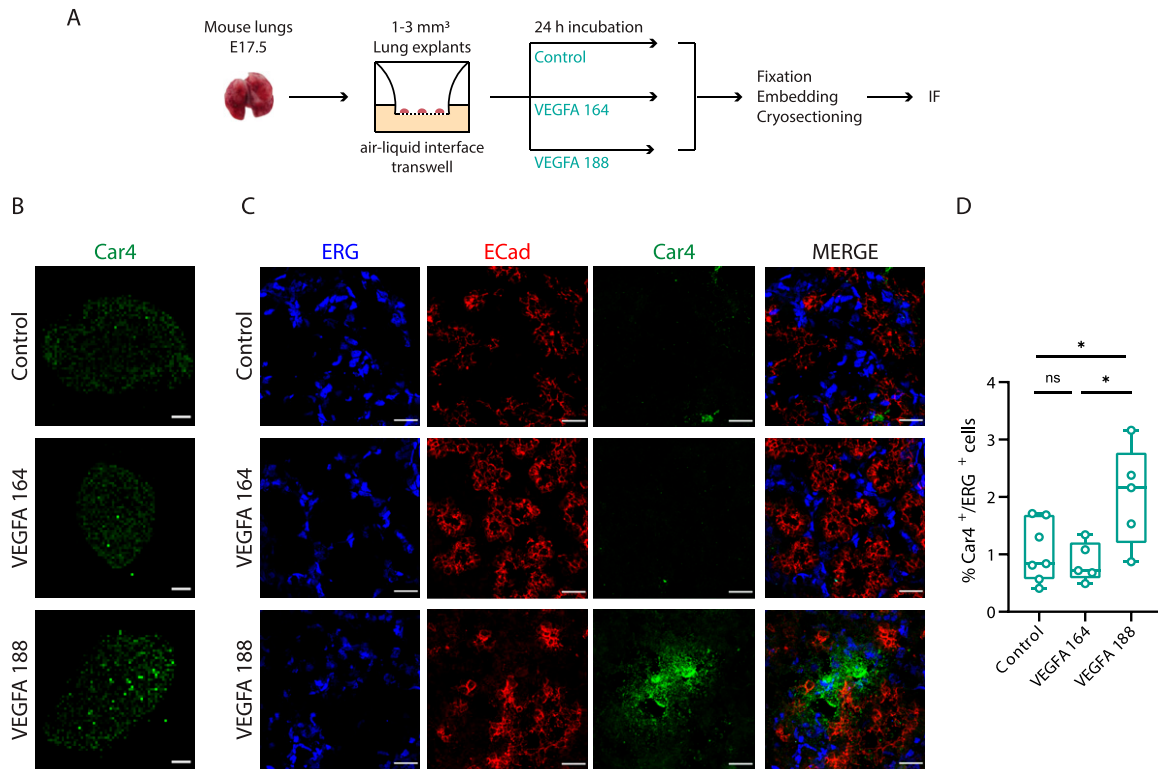 A
Mouse lungs
E17.5
1-3 mm³
Lung explants
air-liquid interface
transwell
24 h incubation
Control
VEGFA 164
VEGFA 188
Fixation
Embedding
Cryosectioning
IF
B
C
D
Car4
ERG
ECad
Car4
MERGE
Control
VEGFA 164
VEGFA 188
Control
VEGFA 164
VEGFA 188
% Car4 +/ERG + cells
*
ns
*
4
3
2
1
0
Control
VEGFA 164
VEGFA 188